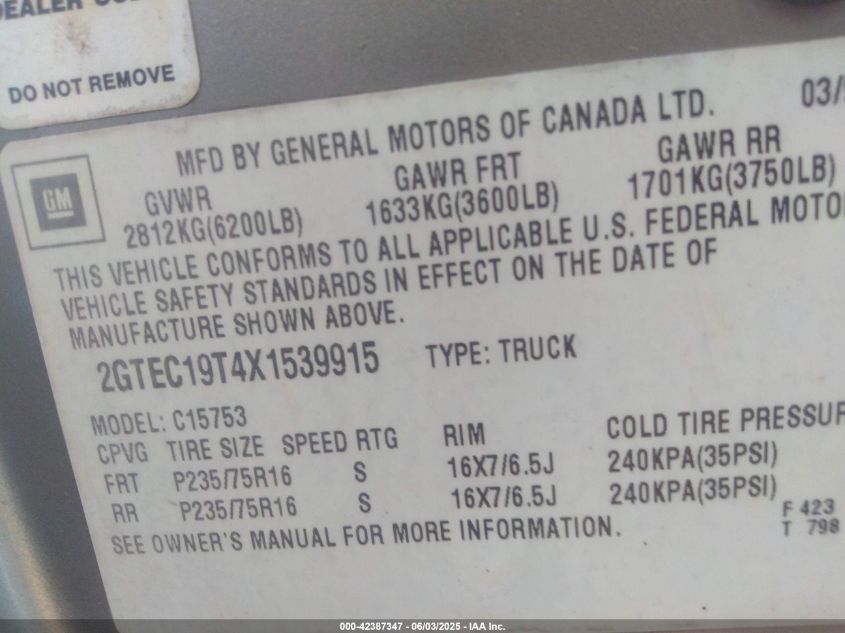 DEALER
DO NOT REMOVE
GM
MFD BY GENERAL MOTORS OF CANADA LTD.
03/
GVWR GAWR FRT GAWR RR
2812KG(6200LB) 1633KG(3600LB) 1701KG(3750LB)
THIS VEHICLE CONFORMS TO ALL APPLICABLE U.S. FEDERAL MOTO
VEHICLE SAFETY STANDARDS IN EFFECT ON THE DATE OF
MANUFACTURE SHOWN ABOVE.
2GTEC19T4X1539915 TYPE: TRUCK
MODEL: C15753
CPVG TIRE SIZE SPEED RTG RIM COLD TIRE PRESSUR
FRT P235/75R16 S 16X7/6.5J 240KPA(35PSI)
RR P235/75R16 S 16X7/6.5J 240KPA(35PSI)
SEE OWNER'S MANUAL FOR MORE INFORMATION.
F 423
T 798
000-42387347 - 06/03/2025 - IAA Inc.